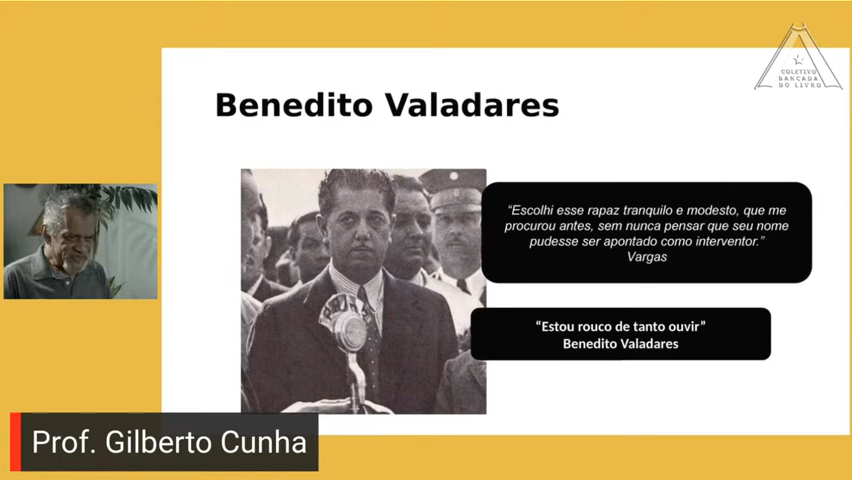 COLETIVO
BANCADA
DO LIVRO
Benedito Valadares
“Escolhi esse rapaz tranquilo e modesto, que me
procurou antes, sem nunca pensar que seu nome
pudesse ser apontado como interventor.”
Vargas
“Estou rouco de tanto ouvir”
Benedito Valadares
Prof. Gilberto Cunha